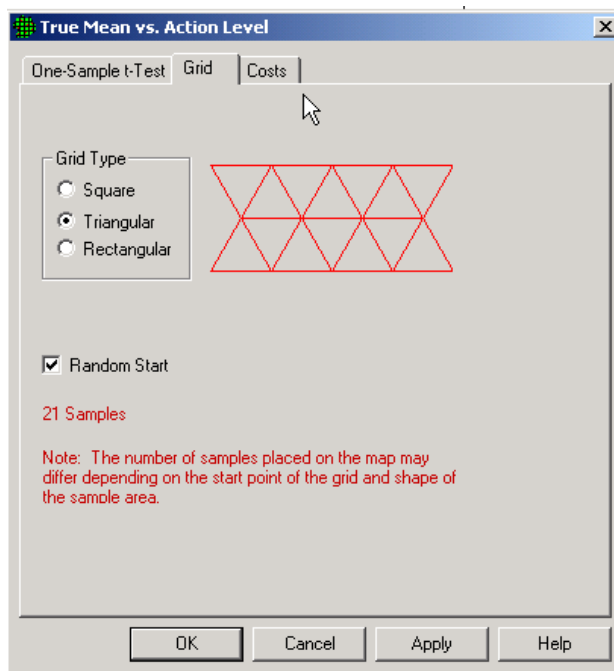 True Mean vs. Action Level
One-Sample t-Test Grid Costs
Grid Type
Square
Triangular
Rectangular
Random Start
21 Samples
Note: The number of samples placed on the map may
differ depending on the start point of the grid and shape of
the sample area.
OK Cancel Apply Help